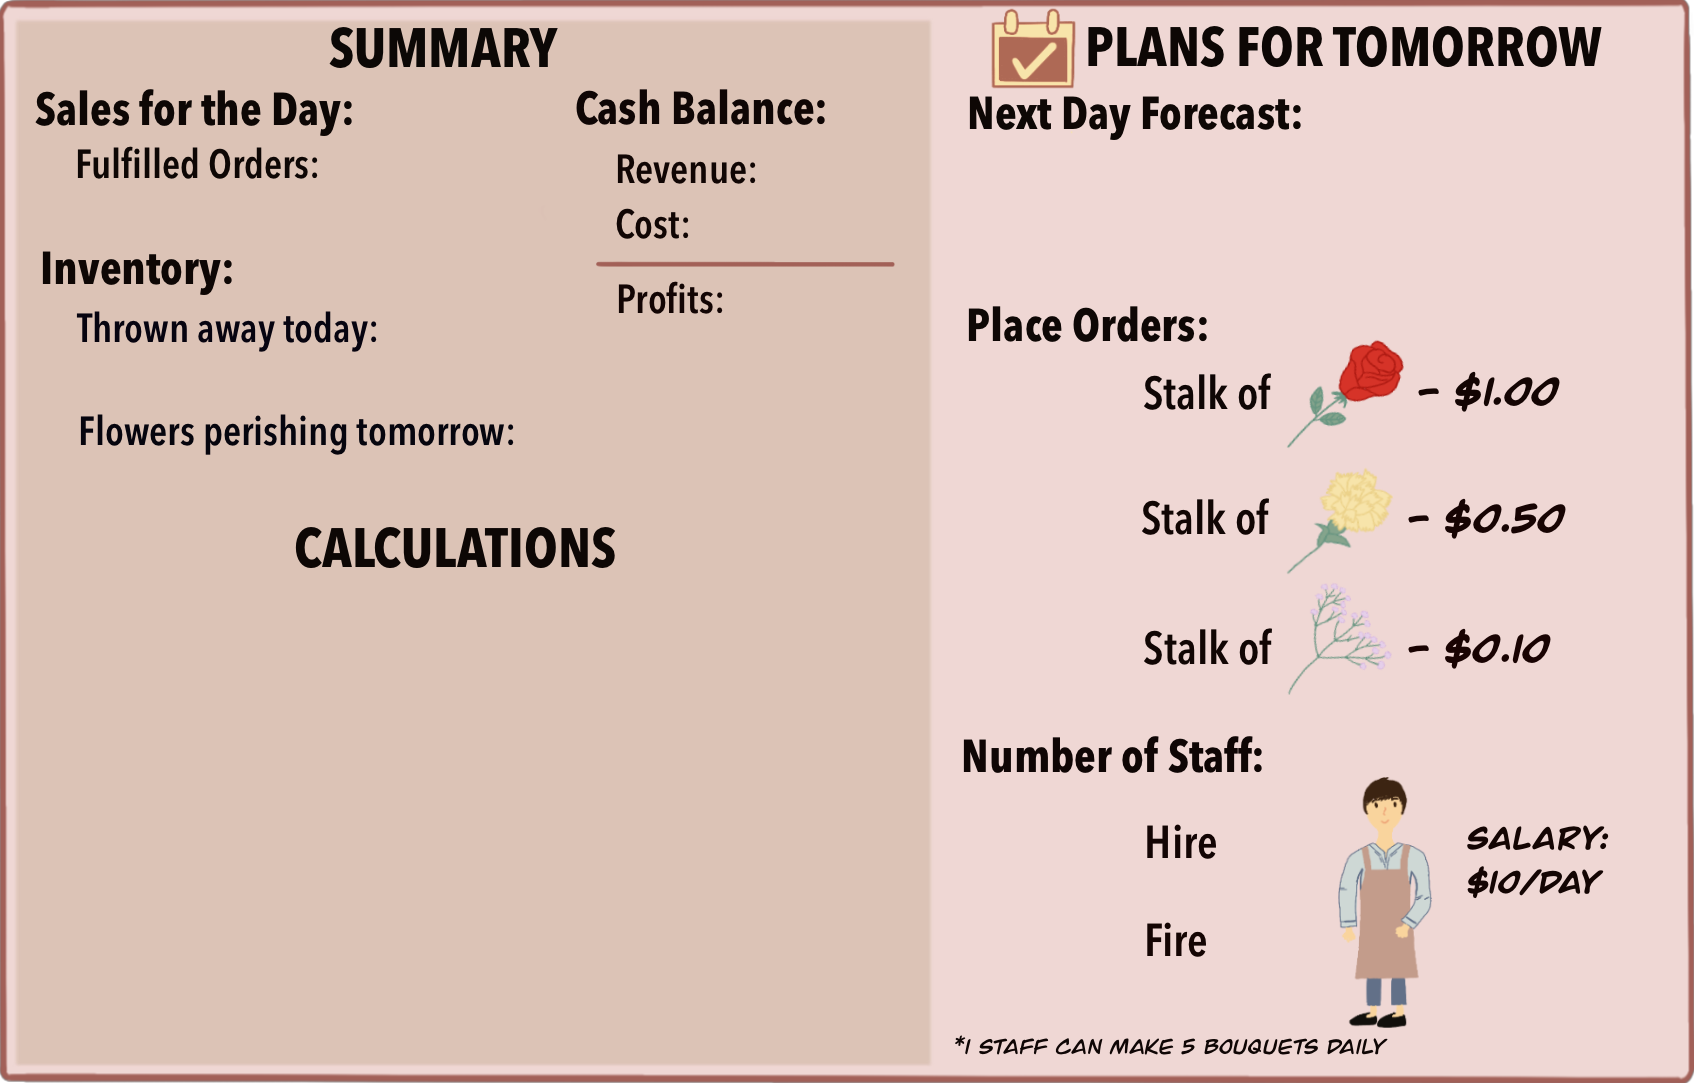 SUMMARY
Sales for the Day:
Fulfilled Orders:
Inventory:
Thrown away today:
Flowers perishing tomorrow:
Cash Balance:
Revenue:
Cost:
Profits:
CALCULATIONS
PLANS FOR TOMORROW
Next Day Forecast:
Place Orders:
Stalk of - $1.00
Stalk of - $0.50
Stalk of - $0.10
Number of Staff:
Hire
Fire
SALARY:
$10/DAY
*1 STAFF CAN MAKE 5 BOUQUETS DAILY